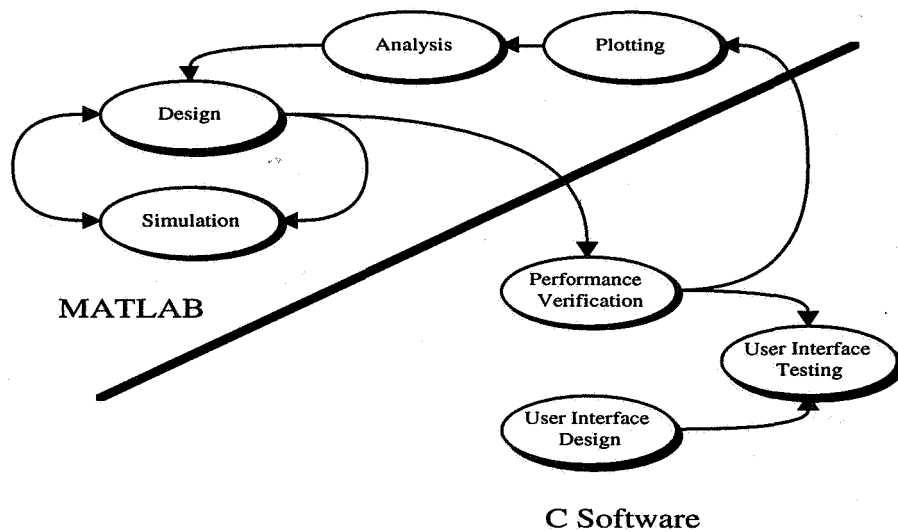 Analysis
Plotting
Design
Simulation
MATLAB
Performance
Verification
User Interface
Testing
User Interface
Design
C Software